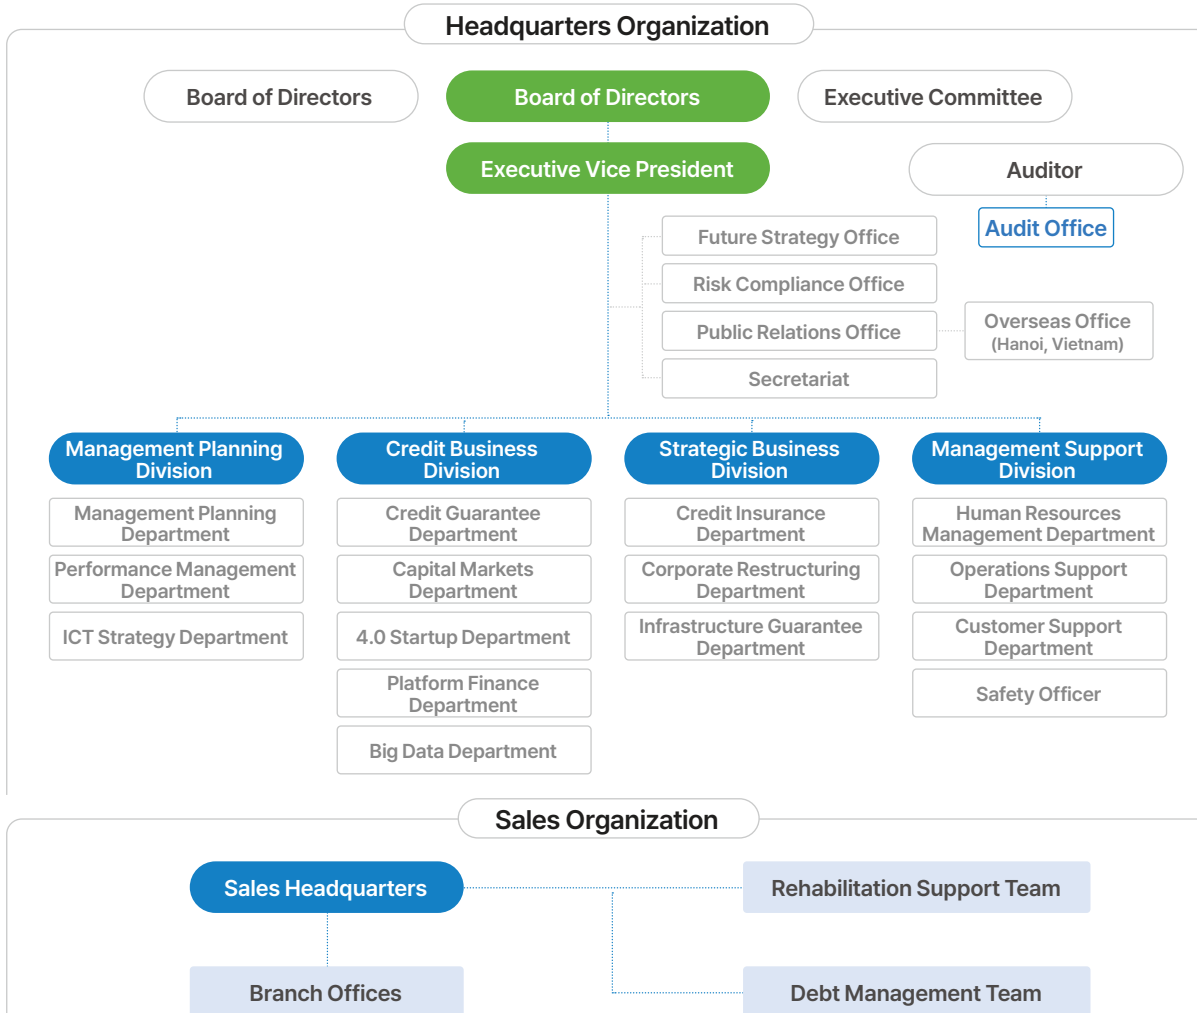 Headquarters Organization
Board of Directors
Board of Directors
Executive Committee
Executive Vice President
Auditor
Audit Office
Future Strategy Office
Risk Compliance Office
Public Relations Office
Overseas Office
(Hanoi, Vietnam)
Secretariat
Management Planning
Division
Management Planning
Department
Performance Management
Department
ICT Strategy Department
Credit Business
Division
Credit Guarantee
Department
Capital Markets
Department
4.0 Startup Department
Platform Finance
Department
Big Data Department
Strategic Business
Division
Credit Insurance
Department
Corporate Restructuring
Department
Infrastructure Guarantee
Department
Management Support
Division
Human Resources
Management Department
Operations Support
Department
Customer Support
Department
Safety Officer
Sales Organization
Sales Headquarters
Rehabilitation Support Team
Branch Offices
Debt Management Team